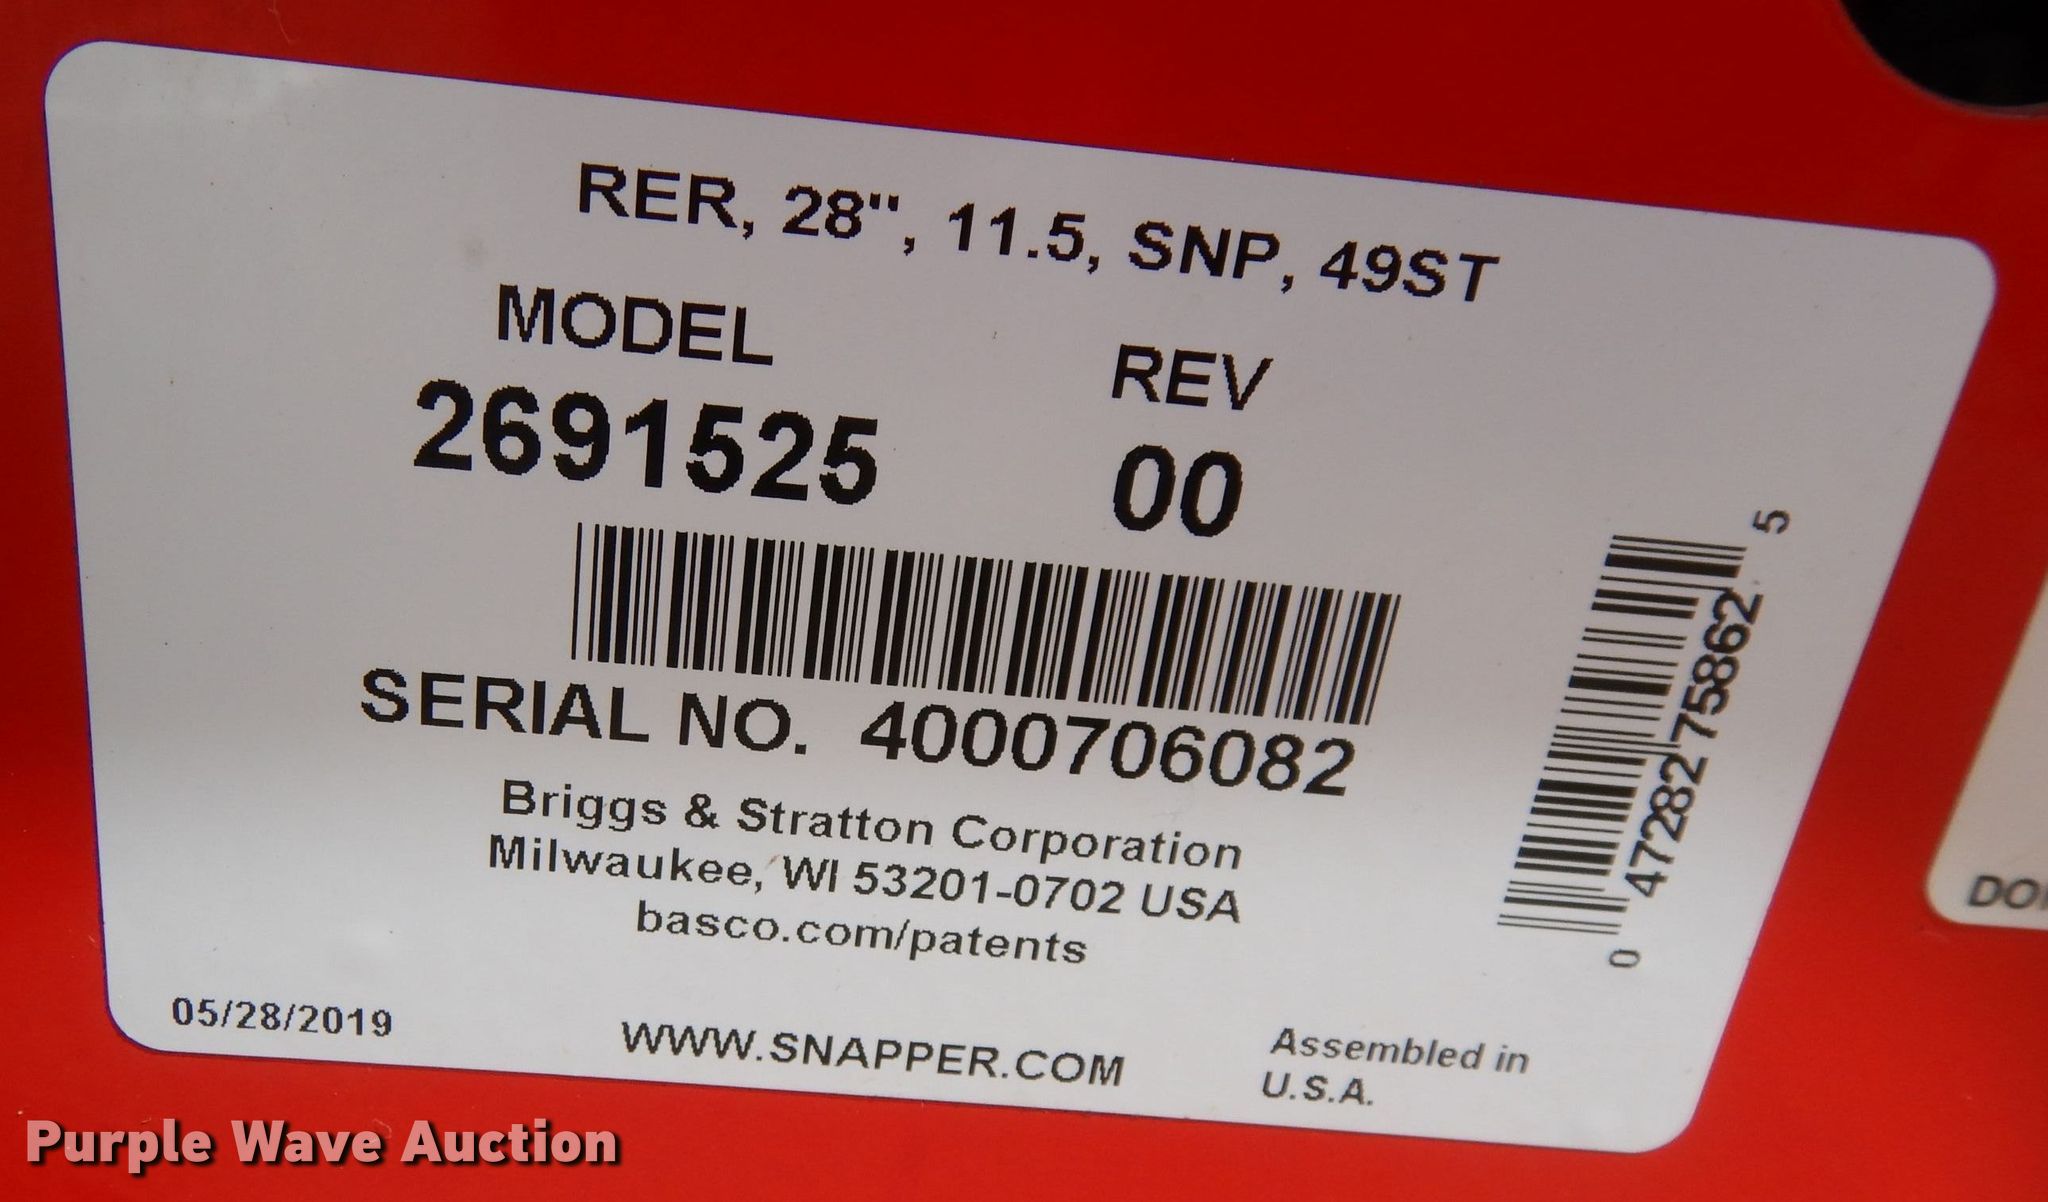 RER, 28", 11.5, SNP, 49ST
MODEL REV
2691525 00
SERIAL NO. 4000706082
Briggs & Stratton Corporation
Milwaukee, WI 53201-0702 USA
basco.com/patents
05/28/2019
WWW.SNAPPER.COM
Assembled in
U.S.A.
0 47282 75862 5
Purple Wave Auction